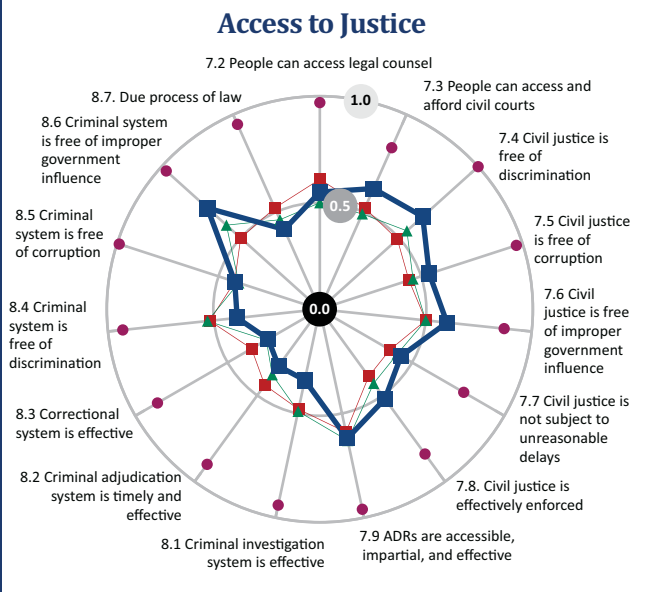 Access to Justice
7.2 People can access legal counsel
7.3 People can access and
afford civil courts
7.4 Civil justice is
free of
discrimination
7.5 Civil justice
is free of
corruption
7.6 Civil
justice is free
of improper
government
influence
7.7 Civil justice is
not subject to
unreasonable
delays
7.8. Civil justice is
effectively enforced
7.9 ADRs are accessible,
impartial, and effective
8.1 Criminal investigation
system is effective
8.2 Criminal adjudication
system is timely and
effective
8.3 Correctional
system is effective
8.4 Criminal
system is
free of
discrimination
8.5 Criminal
system is free
of corruption
8.6 Criminal system
is free of improper
government
influence
8.7. Due process of law
1.0
0.5
0.0